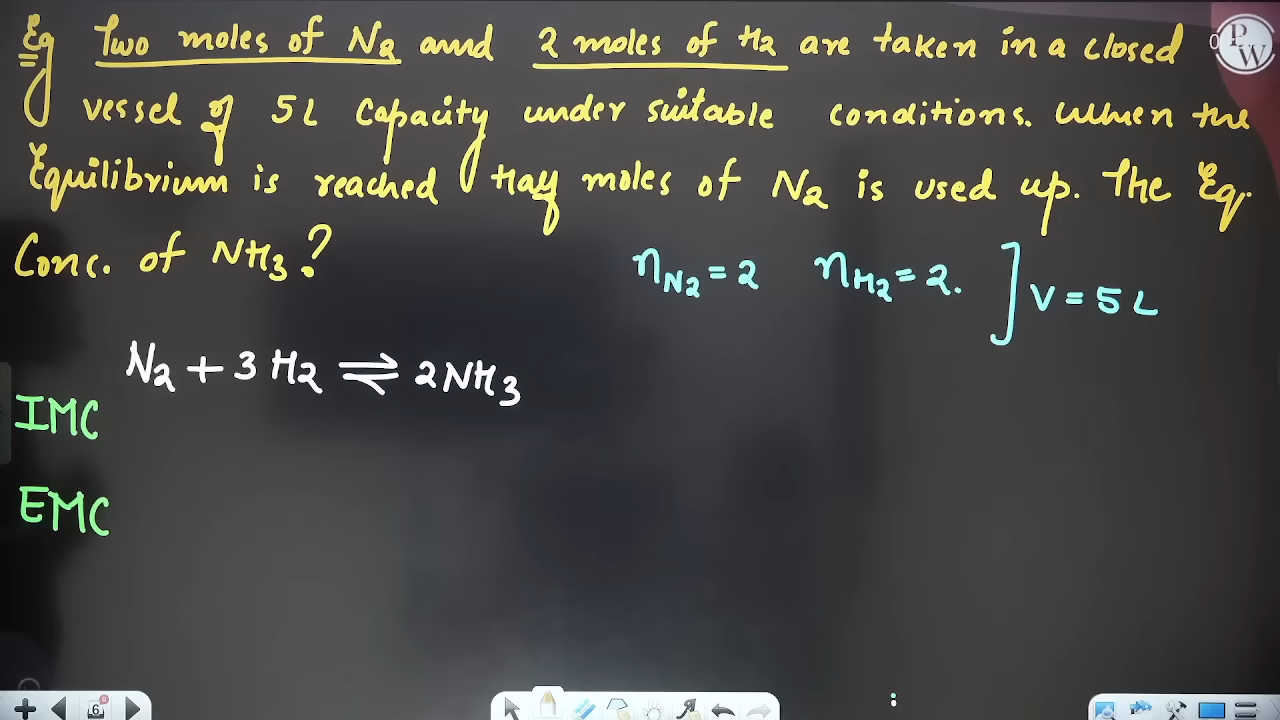 Eg Two moles of N2 and 2 moles of H2 are taken in a closed
vessel of 5L Capacity under suitable conditions. When the
Equilibrium is reached Half moles of N2 is used up. The Eq.
Conc. of NH3?
nN2 = 2 nH2 = 2. ] V = 5 L
N2 + 3 H2 ⇌ 2NH3
IMC
EMC
PW
6